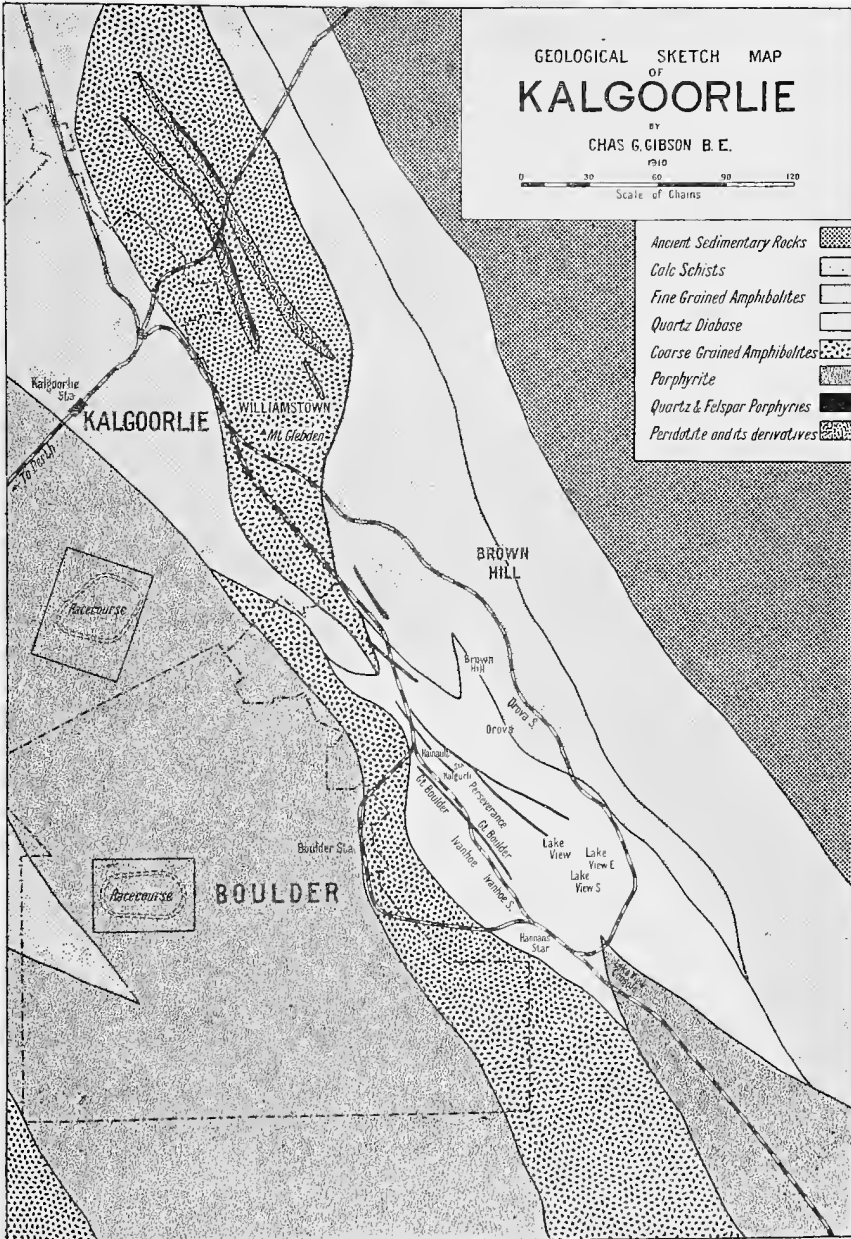 GEOLOGICAL SKETCH MAP
OF
KALGOORLIE
BY
CHAS G. GIBSON B. E.
1910
0 30 60 90 120
Scale of Chains
Ancient Sedimentary Rocks
Calc Schists
Fine Grained Amphibolites
Quartz Diabase
Coarse Grained Amphibolites
Porphyrite
Quartz & Felspar Porphyries
Peridotite and its derivatives
Kalgoorlie
Sta
KALGOORLIE
To Perth
WILLIAMSTOWN
Mt. Gleddon
BROWN
HILL
Racecourse
Brown
Hill
Oroya
Oroya S.
Hainault
Sth
Kalgurli
Gt. Boulder
Perseverance
Gt. Boulder
Ivanhoe
Ivanhoe S.
Boulder Sta.
Lake
View
Lake
View E
Lake
View S
Racecourse
BOULDER
Hannans
Star